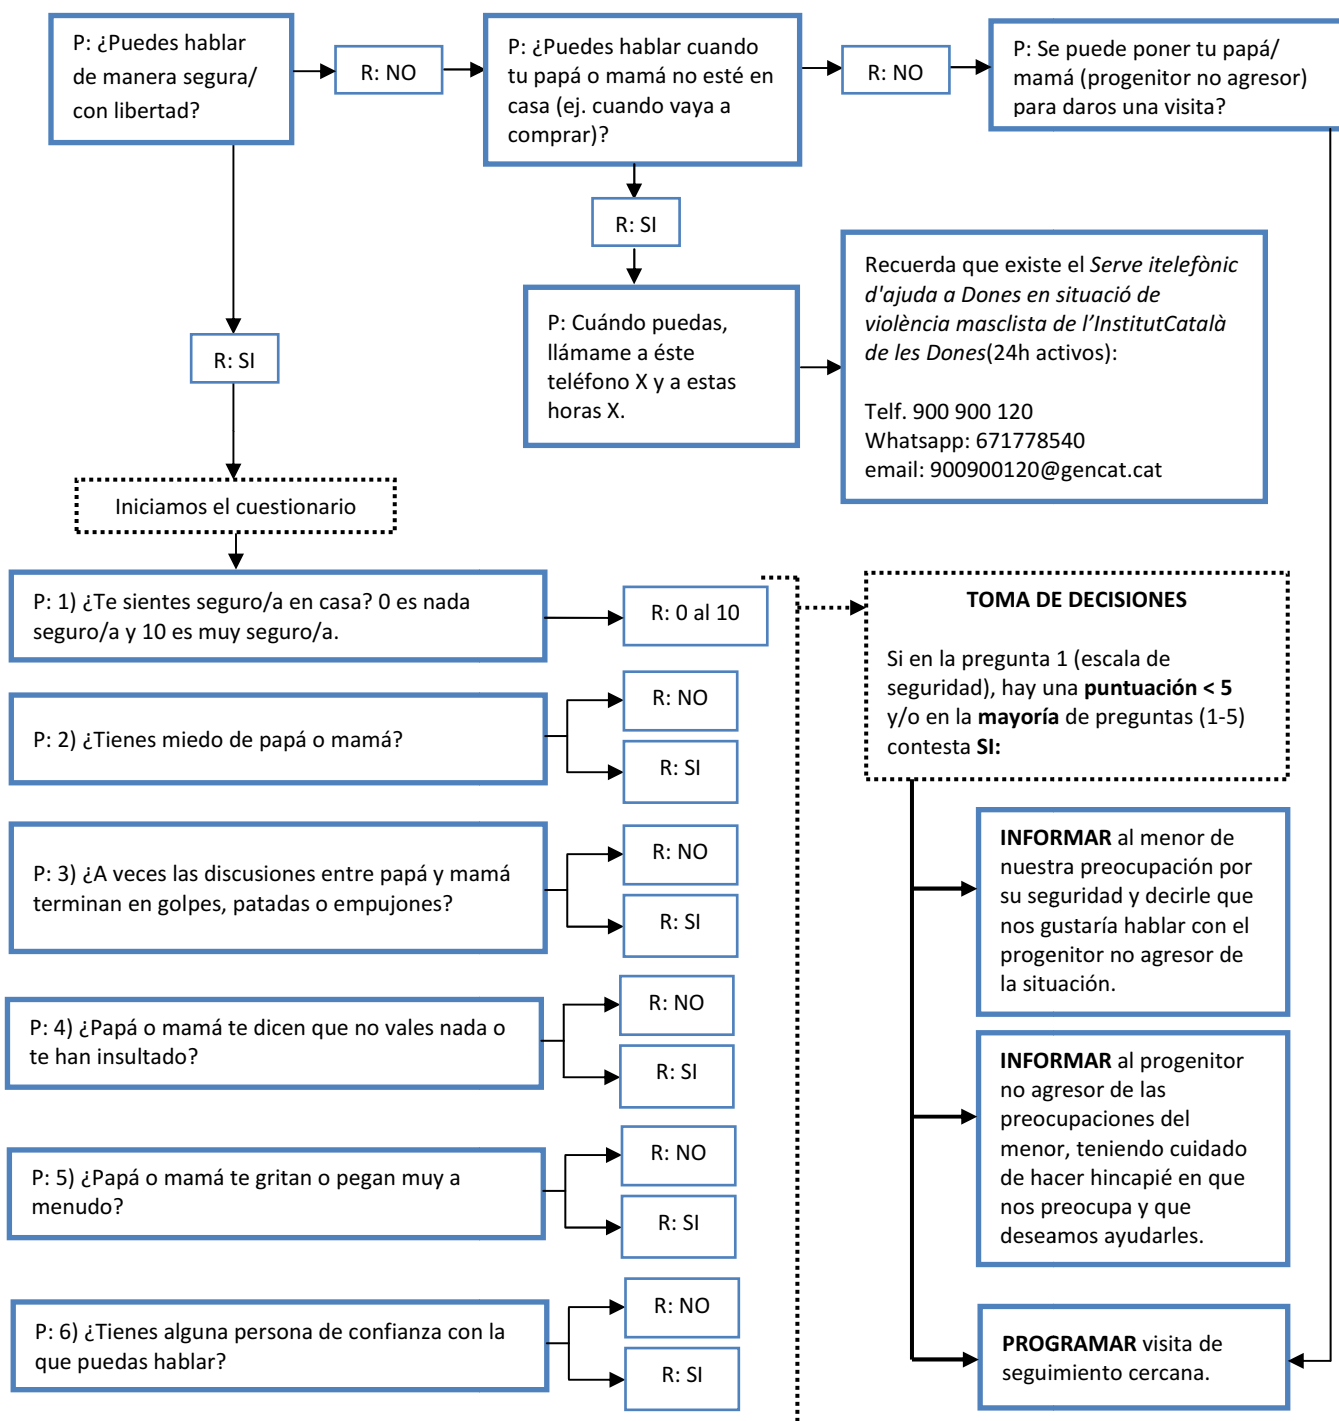 P: ¿Puedes hablar
de manera segura/
con libertad?
R: NO
P: ¿Puedes hablar cuando
tu papá o mamá no esté en
casa (ej. cuando vaya a
comprar)?
R: NO
P: Se puede poner tu papá/
mamá (progenitor no agresor)
para daros una visita?
R: SI
R: SI
P: Cuándo puedas,
llámame a éste
teléfono X y a estas
horas X.
Recuerda que existe el Serve itelefònic
d'ajuda a Dones en situació de
violència masclista de l’InstitutCatalà
de les Dones(24h activos):
Telf. 900 900 120
Whatsapp: 671778540
email: 900900120@gencat.cat
Iniciamos el cuestionario
P: 1) ¿Te sientes seguro/a en casa? 0 es nada
seguro/a y 10 es muy seguro/a.
R: 0 al 10
P: 2) ¿Tienes miedo de papá o mamá?
R: NO
R: SI
P: 3) ¿A veces las discusiones entre papá y mamá
terminan en golpes, patadas o empujones?
R: NO
R: SI
P: 4) ¿Papá o mamá te dicen que no vales nada o
te han insultado?
R: NO
R: SI
P: 5) ¿Papá o mamá te gritan o pegan muy a
menudo?
R: NO
R: SI
P: 6) ¿Tienes alguna persona de confianza con la
que puedas hablar?
R: NO
R: SI
TOMA DE DECISIONES
Si en la pregunta 1 (escala de
seguridad), hay una puntuación < 5
y/o en la mayoría de preguntas (1-5)
contesta SI:
INFORMAR al menor de
nuestra preocupación por
su seguridad y decirle que
nos gustaría hablar con el
progenitor no agresor de
la situación.
INFORMAR al progenitor
no agresor de las
preocupaciones del
menor, teniendo cuidado
de hacer hincapié en que
nos preocupa y que
deseamos ayudarles.
PROGRAMAR visita de
seguimiento cercana.